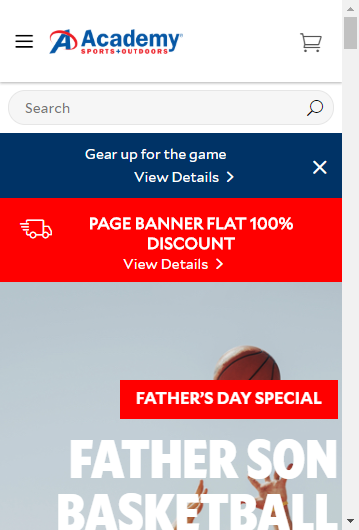 Academy
SPORTS+OUTDOORS
Search
Gear up for the game
View Details
PAGE BANNER FLAT 100%
DISCOUNT
View Details
FATHER'S DAY SPECIAL
FATHER SON
BASKETBALL